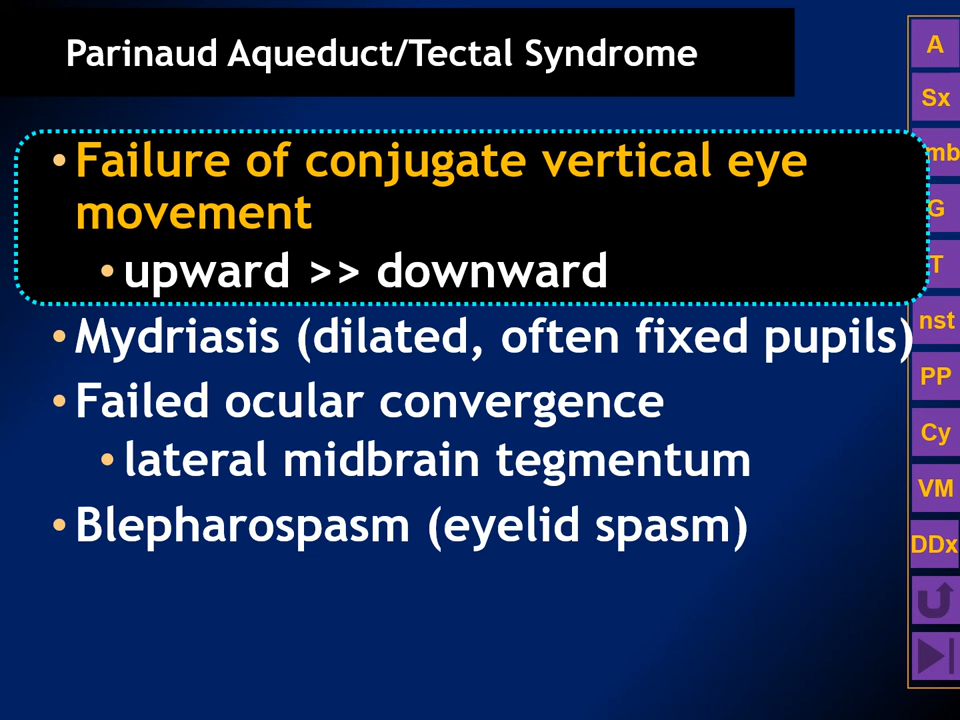 Parinaud Aqueduct/Tectal Syndrome
• Failure of conjugate vertical eye
movement
• upward >> downward
• Mydriasis (dilated, often fixed pupils)
• Failed ocular convergence
• lateral midbrain tegmentum
• Blepharospasm (eyelid spasm)
A
Sx
mb
G
T
nst
PP
Cy
VM
DDx